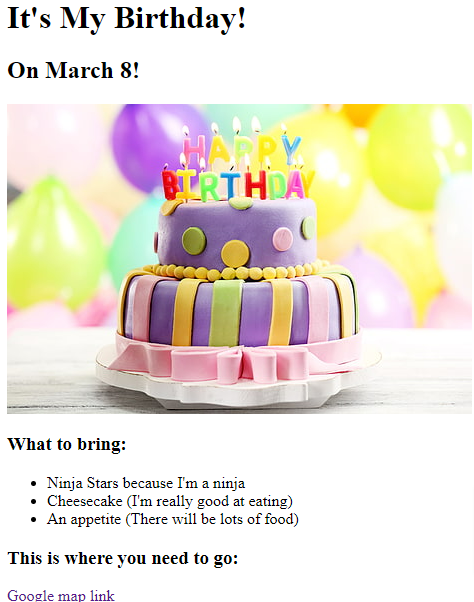 It's My Birthday!
On March 8!
HAPPY
BIRTHDAY
What to bring:
Ninja Stars because I'm a ninja
Cheesecake (I'm really good at eating)
An appetite (There will be lots of food)
This is where you need to go:
Google map link